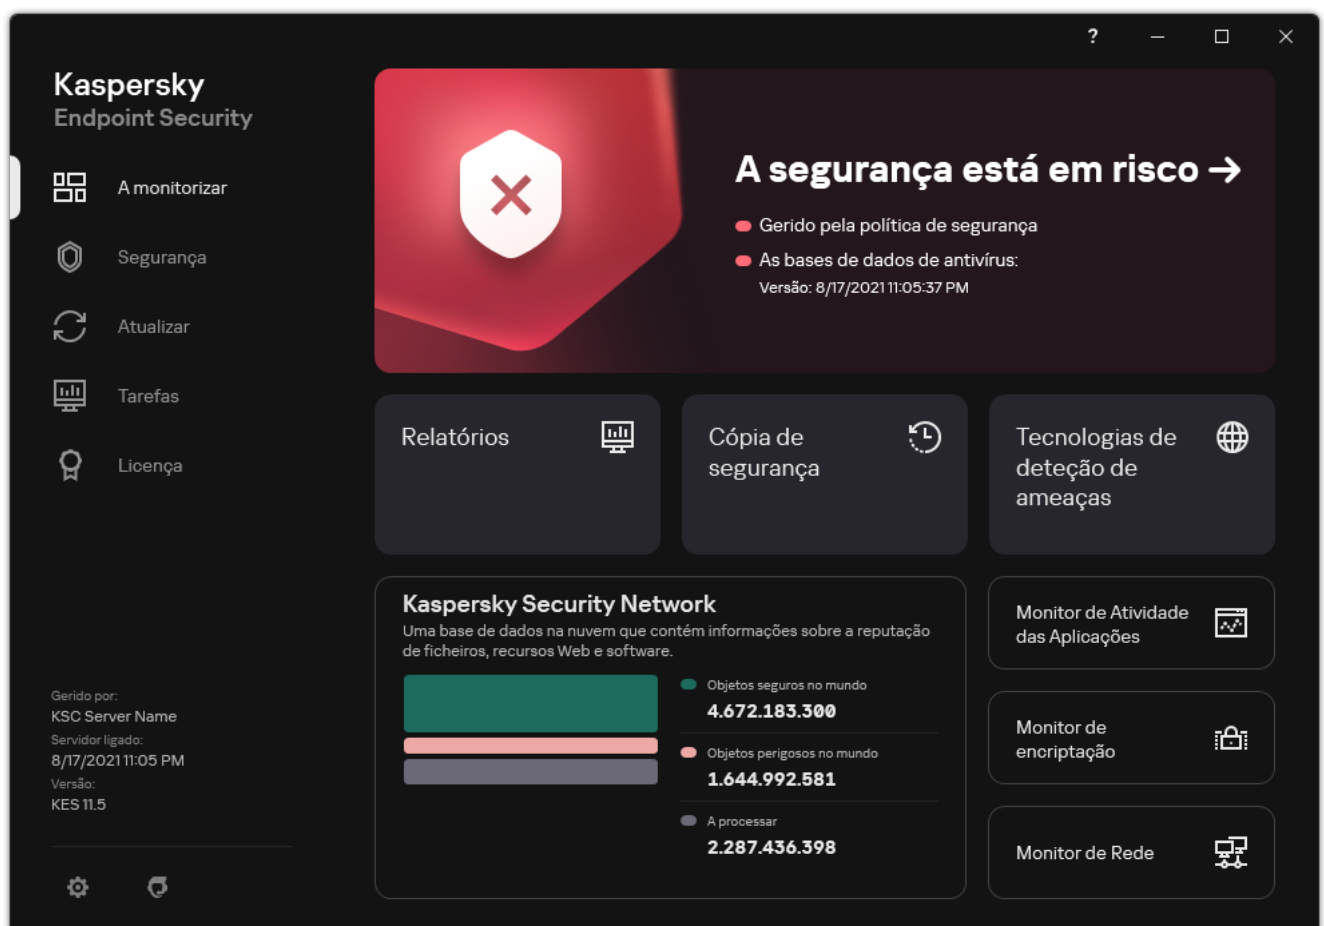 ?
Kaspersky
Endpoint Security
A monitorizar
Segurança
Atualizar
Tarefas
Licença
Gerido por:
KSC Server Name
Servidor ligado:
8/17/2021 11:05 PM
Versão:
KES 11.5
A segurança está em risco →
Gerido pela política de segurança
As bases de dados de antivírus:
Versão: 8/17/2021 11:05:37 PM
Relatórios
Cópia de
segurança
Tecnologias de
deteção de
ameaças
Kaspersky Security Network
Uma base de dados na nuvem que contém informações sobre a reputação
de ficheiros, recursos Web e software.
Objetos seguros no mundo
4.672.183.300
Objetos perigosos no mundo
1.644.992.581
A processar
2.287.436.398
Monitor de Atividade
das Aplicações
Monitor de
encriptação
Monitor de Rede